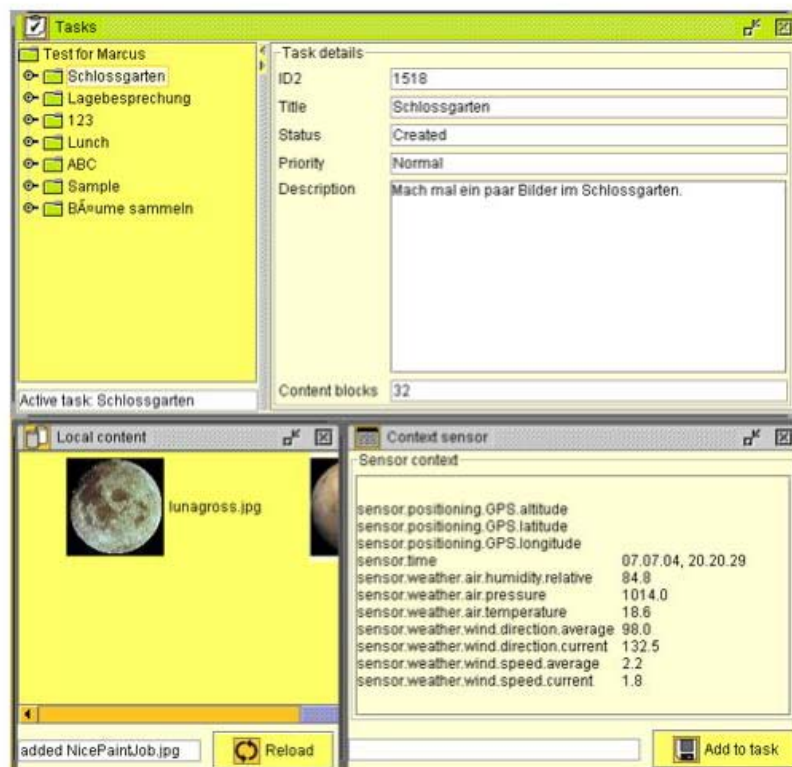 Tasks
Test for Marcus
Schlossgarten
Lagebesprechung
123
Lunch
ABC
Sample
BÃ¤ume sammeln
Active task: Schlossgarten
Task details
ID2 1518
Title Schlossgarten
Status Created
Priority Normal
Description Mach mal ein paar Bilder im Schlossgarten.
Content blocks 32
Local content
lunagross.jpg
added NicePaintJob.jpg
Reload
Context sensor
Sensor context
sensor.positioning.GPS.altitude
sensor.positioning.GPS.latitude
sensor.positioning.GPS.longitude
sensor.time 07.07.04, 20.20.29
sensor.weather.air.humidity.relative 84.8
sensor.weather.air.pressure 1014.0
sensor.weather.air.temperature 18.6
sensor.weather.wind.direction.average 98.0
sensor.weather.wind.direction.current 132.5
sensor.weather.wind.speed.average 2.2
sensor.weather.wind.speed.current 1.8
Add to task